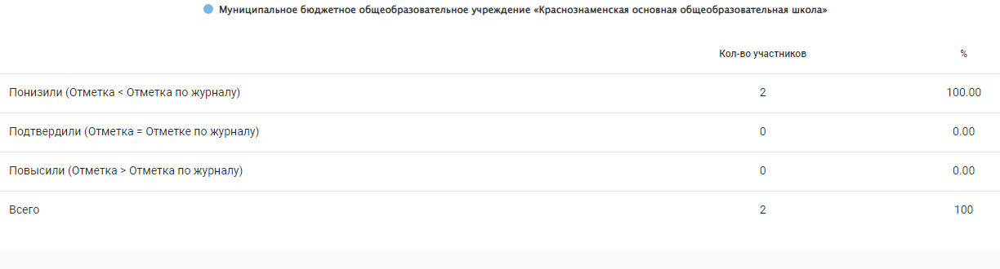 Муниципальное бюджетное общеобразовательное учреждение «Краснознаменская основная общеобразовательная школа»
Кол-во участников %
Понизили (Отметка < Отметка по журналу) 2 100.00
Подтвердили (Отметка = Отметке по журналу) 0 0.00
Повысили (Отметка > Отметка по журналу) 0 0.00
Всего 2 100